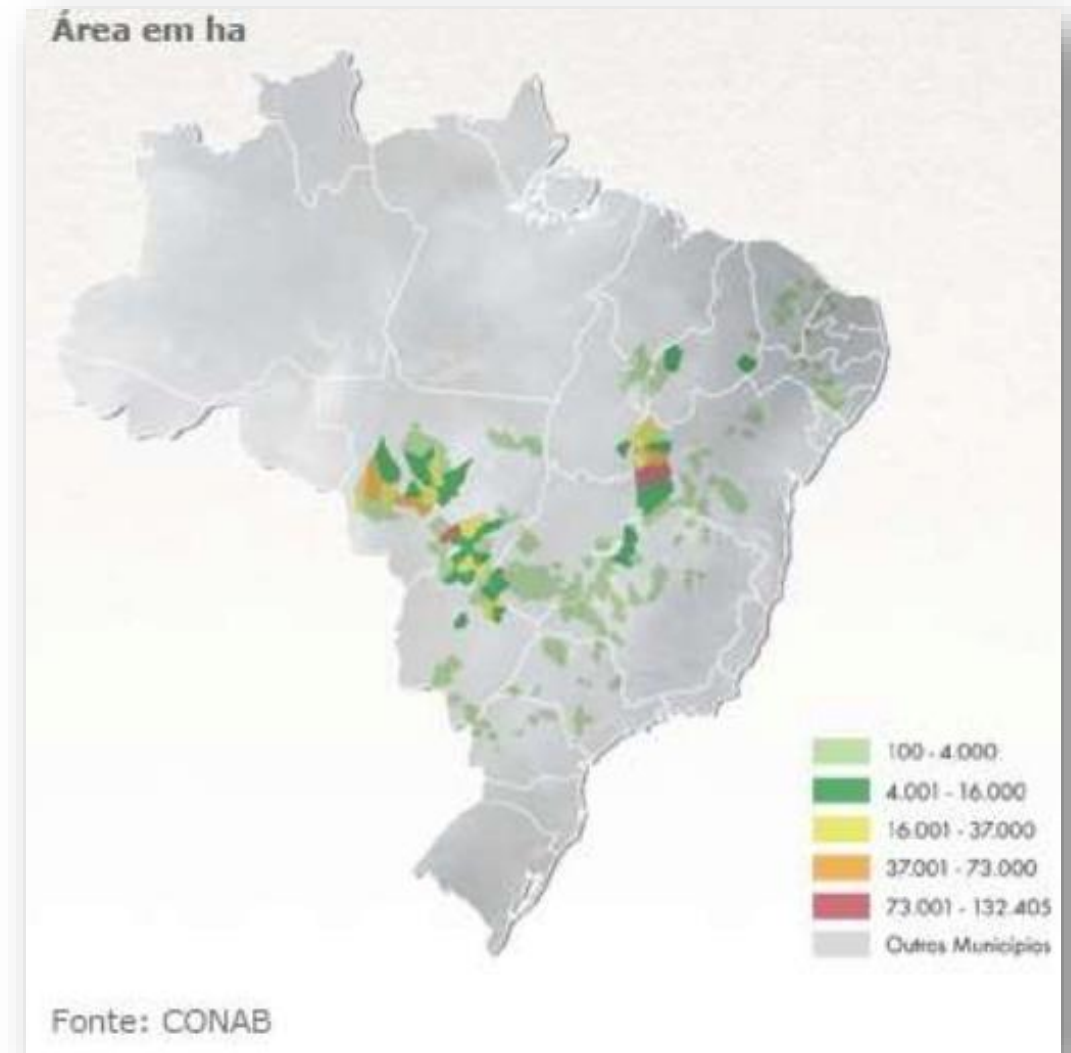 Área em ha
100 - 4.000
4.001 - 16.000
16.001 - 37.000
37.001 - 73.000
73.001 - 132.405
Outros Municípios
Fonte: CONAB